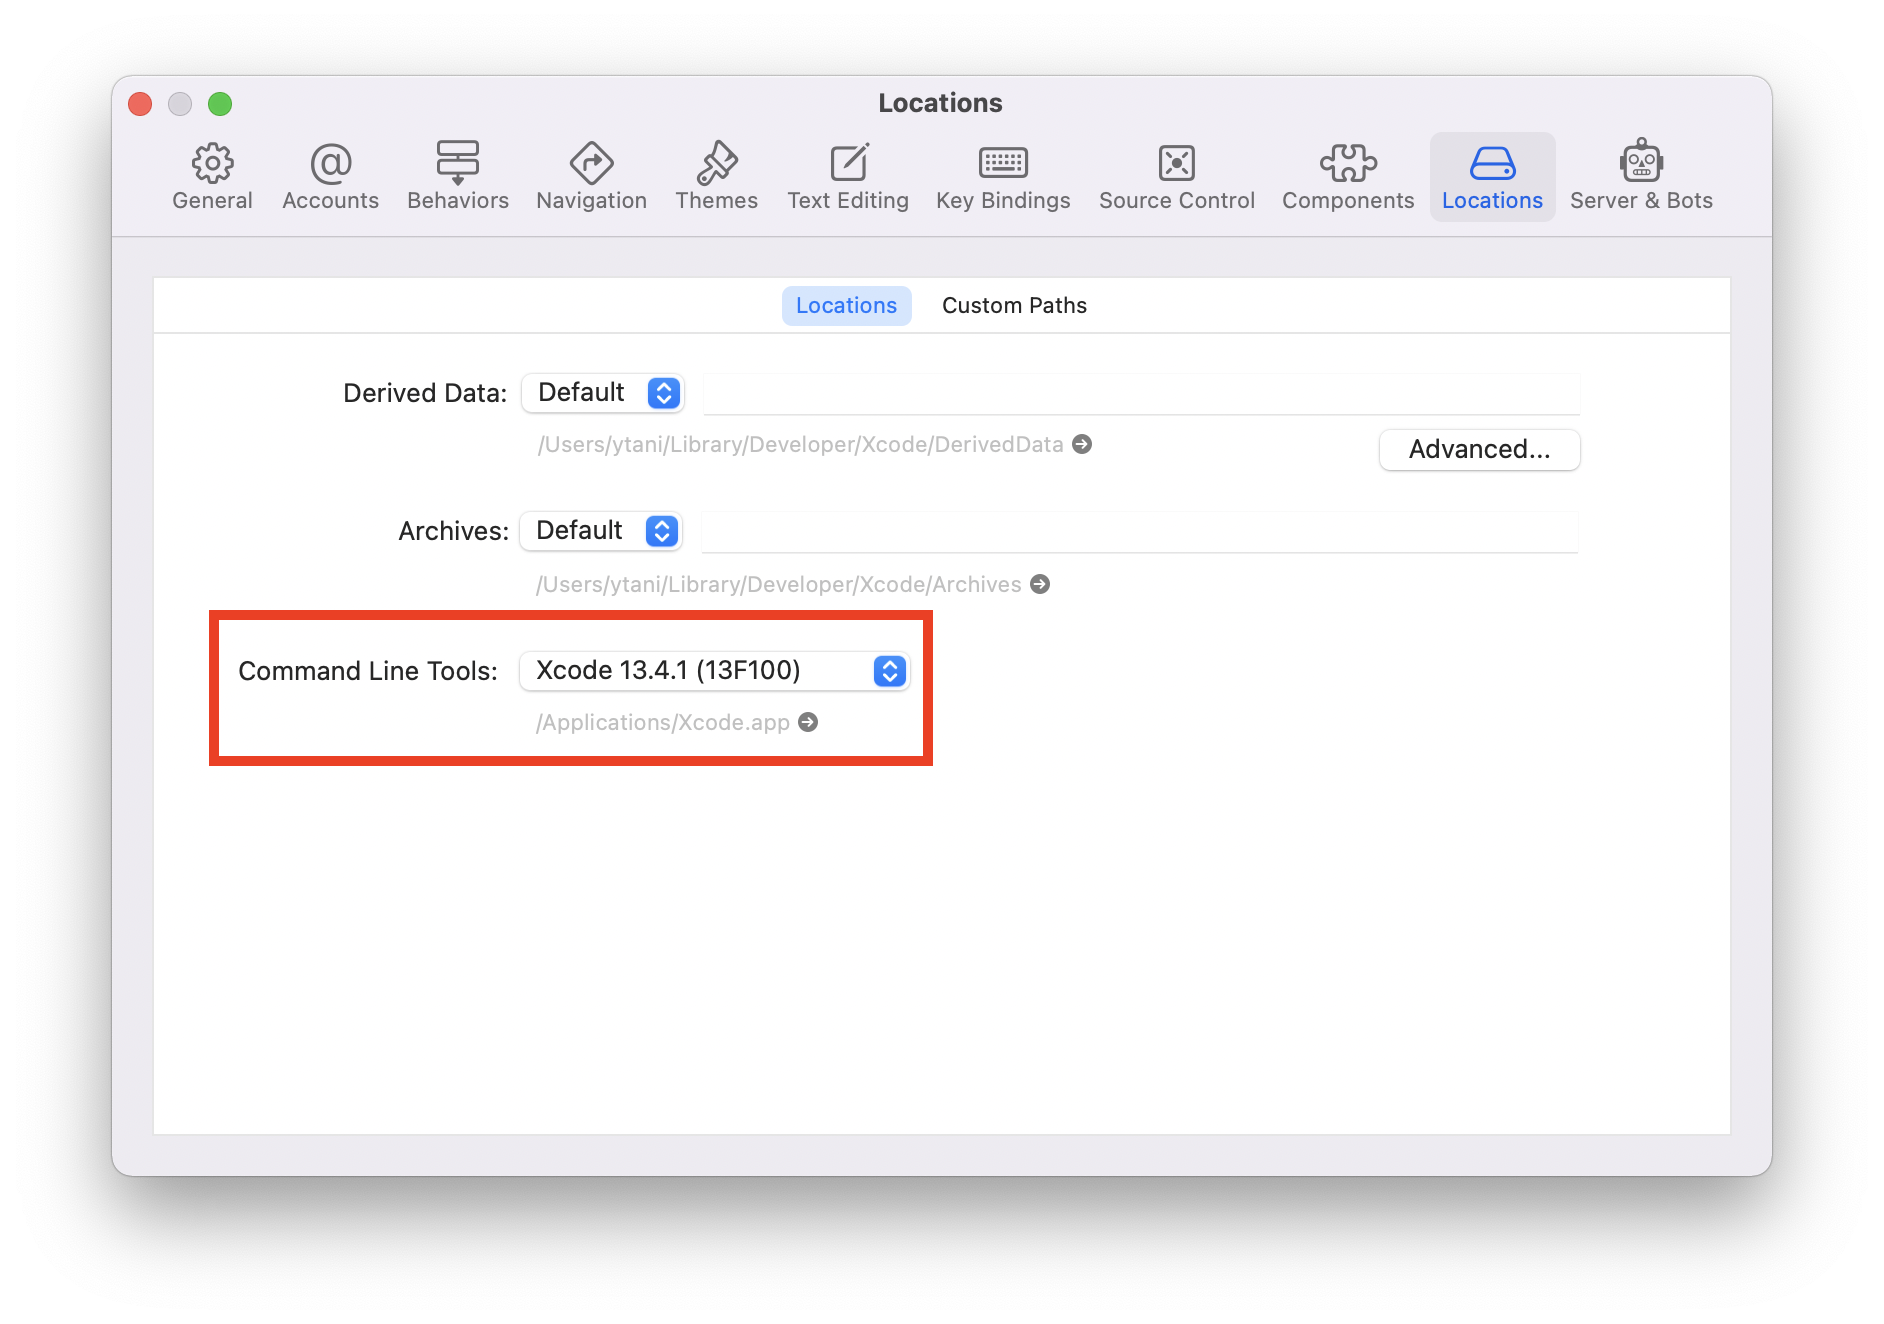 Locations
General Accounts Behaviors Navigation Themes Text Editing Key Bindings Source Control Components Locations Server & Bots
Locations Custom Paths
Derived Data: Default
/Users/ytani/Library/Developer/Xcode/DerivedData
Advanced...
Archives: Default
/Users/ytani/Library/Developer/Xcode/Archives
Command Line Tools: Xcode 13.4.1 (13F100)
/Applications/Xcode.app